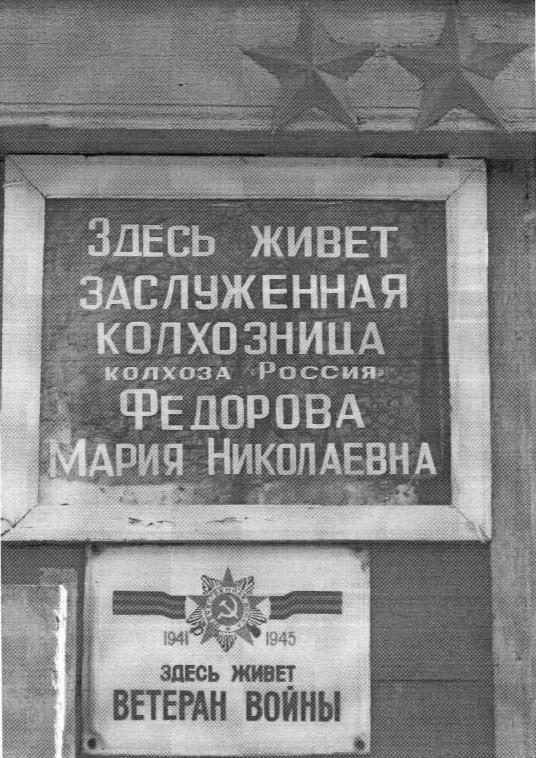 Здесь живет
заслуженная
колхозница
колхоза «Россия»
Федорова
Мария Николаевна
1941 1945
здесь живет
ветеран войны